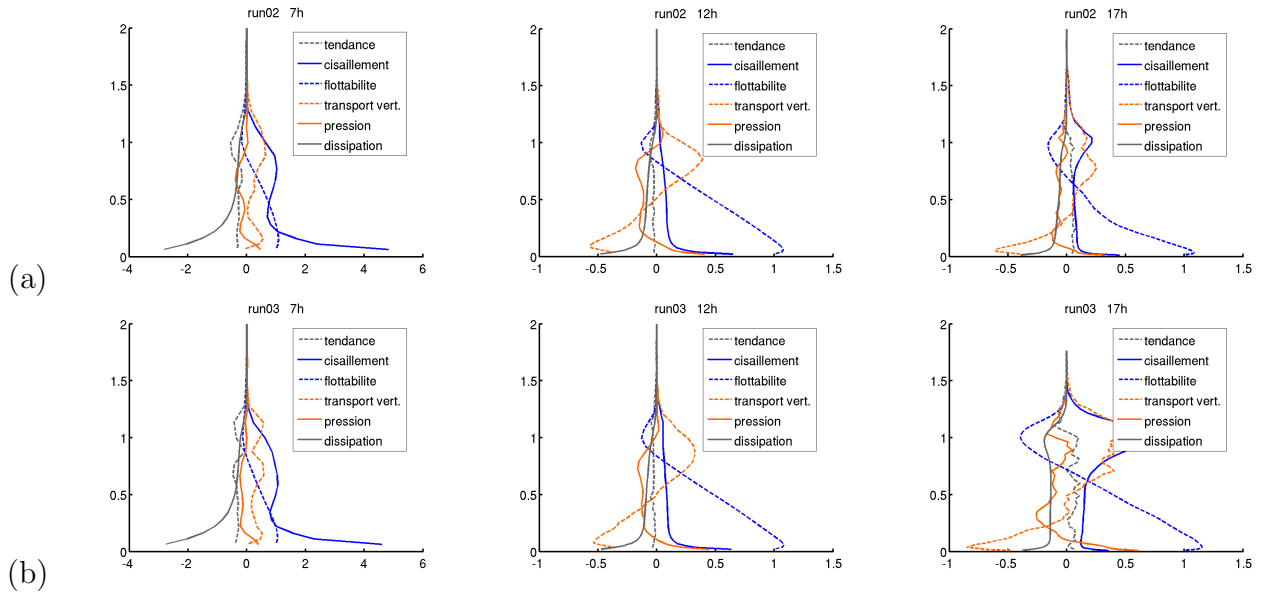 run02 7h
2
1.5
1
0.5
0
-4 -2 0 2 4 6
tendance
cisaillement
flottabilite
transport vert.
pression
dissipation
run02 12h
2
1.5
1
0.5
0
-1 -0.5 0 0.5 1 1.5
tendance
cisaillement
flottabilite
transport vert.
pression
dissipation
run02 17h
2
1.5
1
0.5
0
-1 -0.5 0 0.5 1 1.5
tendance
cisaillement
flottabilite
transport vert.
pression
dissipation
(a)
run03 7h
2
1.5
1
0.5
0
-4 -2 0 2 4 6
tendance
cisaillement
flottabilite
transport vert.
pression
dissipation
run03 12h
2
1.5
1
0.5
0
-1 -0.5 0 0.5 1 1.5
tendance
cisaillement
flottabilite
transport vert.
pression
dissipation
run03 17h
2
1.5
1
0.5
0
-1 -0.5 0 0.5 1 1.5
tendance
cisaillement
flottabilite
transport vert.
pression
dissipation
(b)